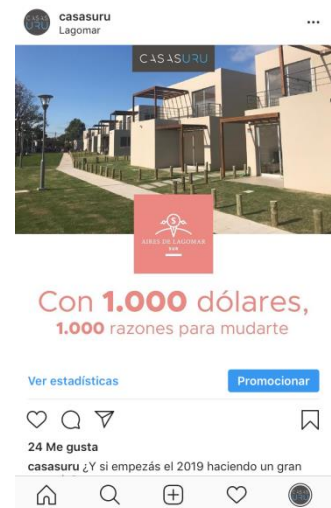 casasuru
Lagomar
CASASURU
AIRES DE LAGOMAR
Con 1.000 dólares,
1.000 razones para mudarte
Ver estadísticas
Promocionar
24 Me gusta
casasuru ¿Y si empezás el 2019 haciendo un gran